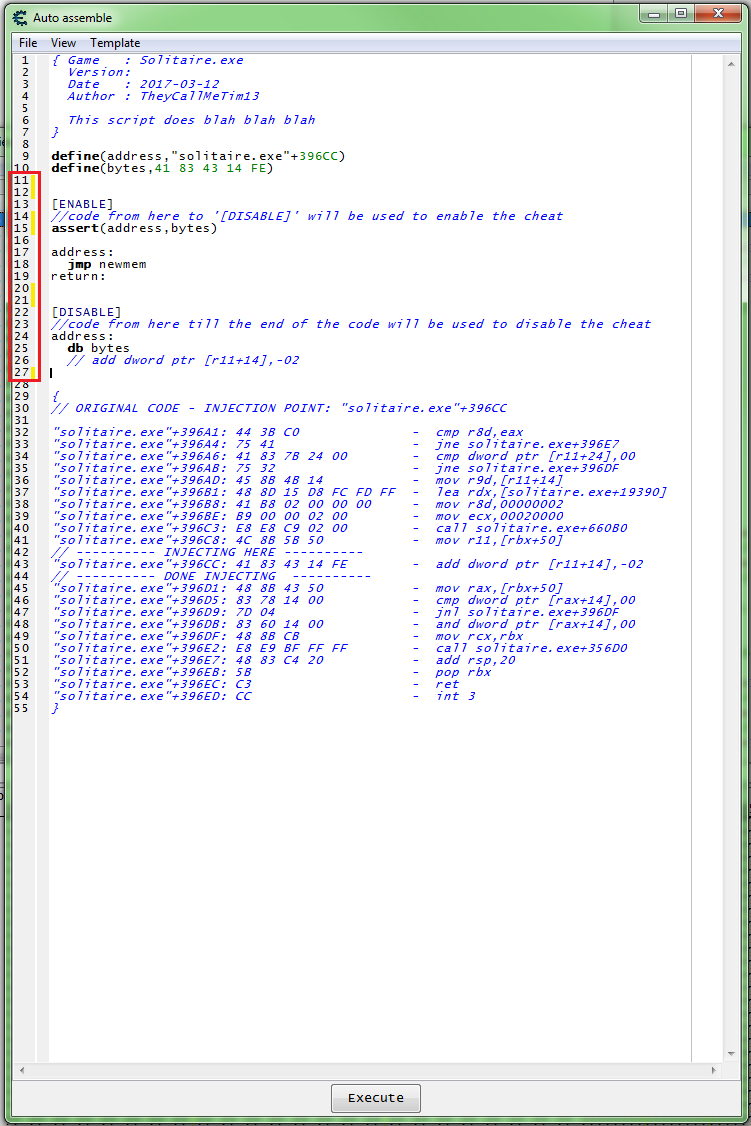 Auto assemble
File View Template
1 { Game   : Solitaire.exe
2   Version:
3   Date   : 2017-03-12
4   Author : TheyCallMeTim13
5
6   This script does blah blah blah
7 }
8
9 define(address,"solitaire.exe"+396CC)
10 define(bytes,41 83 43 14 FE)
11
12
13 [ENABLE]
14 //code from here to '[DISABLE]' will be used to enable the cheat
15 assert(address,bytes)
16
17 address:
18   jmp newmem
19 return:
20
21
22 [DISABLE]
23 //code from here till the end of the code will be used to disable the cheat
24 address:
25   db bytes
26   // add dword ptr [r11+14],-02
27
28
29 {
30 // ORIGINAL CODE - INJECTION POINT: "solitaire.exe"+396CC
31
32 "solitaire.exe"+396A1: 44 3B C0              -  cmp r8d,eax
33 "solitaire.exe"+396A4: 75 41                 -  jne solitaire.exe+396E7
34 "solitaire.exe"+396A6: 41 83 7B 24 00        -  cmp dword ptr [r11+24],00
35 "solitaire.exe"+396AB: 75 32                 -  jne solitaire.exe+396DF
36 "solitaire.exe"+396AD: 45 8B 4B 14           -  mov r9d,[r11+14]
37 "solitaire.exe"+396B1: 48 8D 15 D8 FC FD FF  -  lea rdx,[solitaire.exe+19390]
38 "solitaire.exe"+396B8: 41 B8 02 00 00 00     -  mov r8d,00000002
39 "solitaire.exe"+396BE: B9 00 00 02 00        -  mov ecx,00020000
40 "solitaire.exe"+396C3: E8 E8 C9 02 00        -  call solitaire.exe+660B0
41 "solitaire.exe"+396C8: 4C 8B 5B 50           -  mov r11,[rbx+50]
42 // ---------- INJECTING HERE ----------
43 "solitaire.exe"+396CC: 41 83 43 14 FE        -  add dword ptr [r11+14],-02
44 // ---------- DONE INJECTING  ----------
45 "solitaire.exe"+396D1: 48 8B 43 50           -  mov rax,[rbx+50]
46 "solitaire.exe"+396D5: 83 78 14 00           -  cmp dword ptr [rax+14],00
47 "solitaire.exe"+396D9: 7D 04                 -  jnl solitaire.exe+396DF
48 "solitaire.exe"+396DB: 83 60 14 00           -  and dword ptr [rax+14],00
49 "solitaire.exe"+396DF: 48 8B CB              -  mov rcx,rbx
50 "solitaire.exe"+396E2: E8 E9 BF FF FF        -  call solitaire.exe+356D0
51 "solitaire.exe"+396E7: 48 83 C4 20           -  add rsp,20
52 "solitaire.exe"+396EB: 5B                    -  pop rbx
53 "solitaire.exe"+396EC: C3                    -  ret
54 "solitaire.exe"+396ED: CC                    -  int 3
55 }
Execute